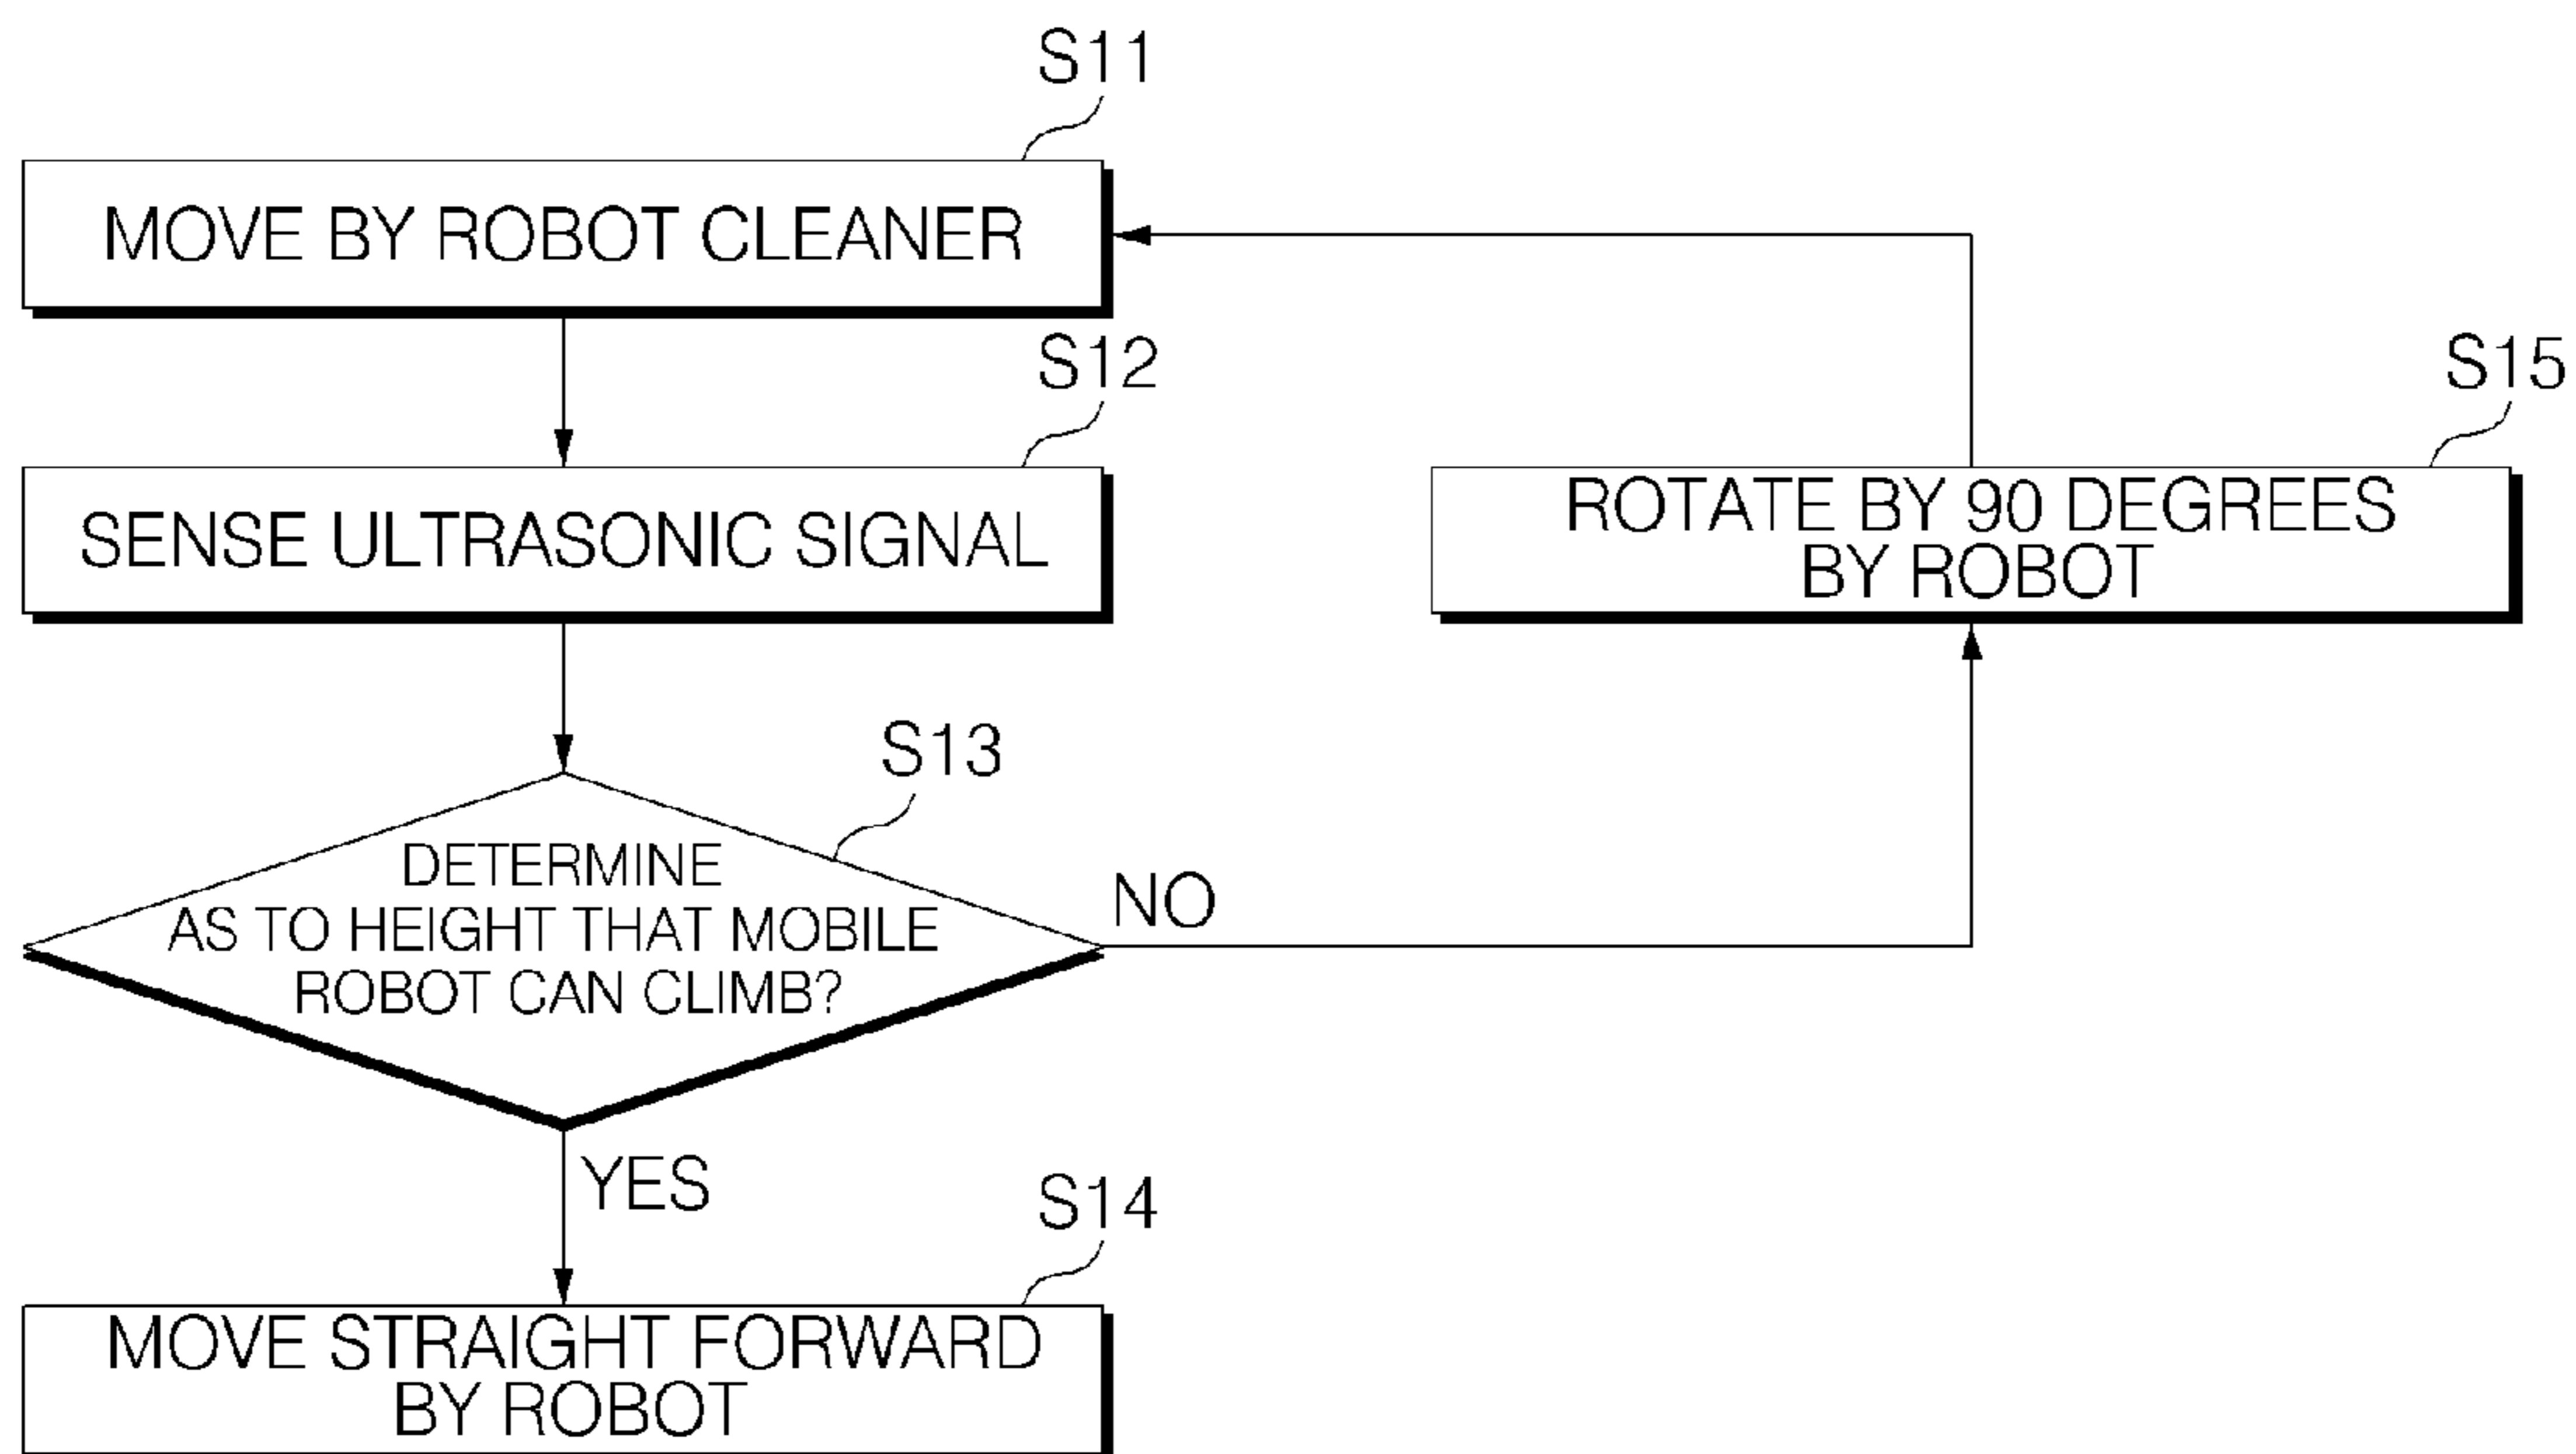 S11
MOVE BY ROBOT CLEANER
S12
SENSE ULTRASONIC SIGNAL
S15
ROTATE BY 90 DEGREES
BY ROBOT
S13
DETERMINE
AS TO HEIGHT THAT MOBILE
ROBOT CAN CLIMB?
NO
YES
S14
MOVE STRAIGHT FORWARD
BY ROBOT